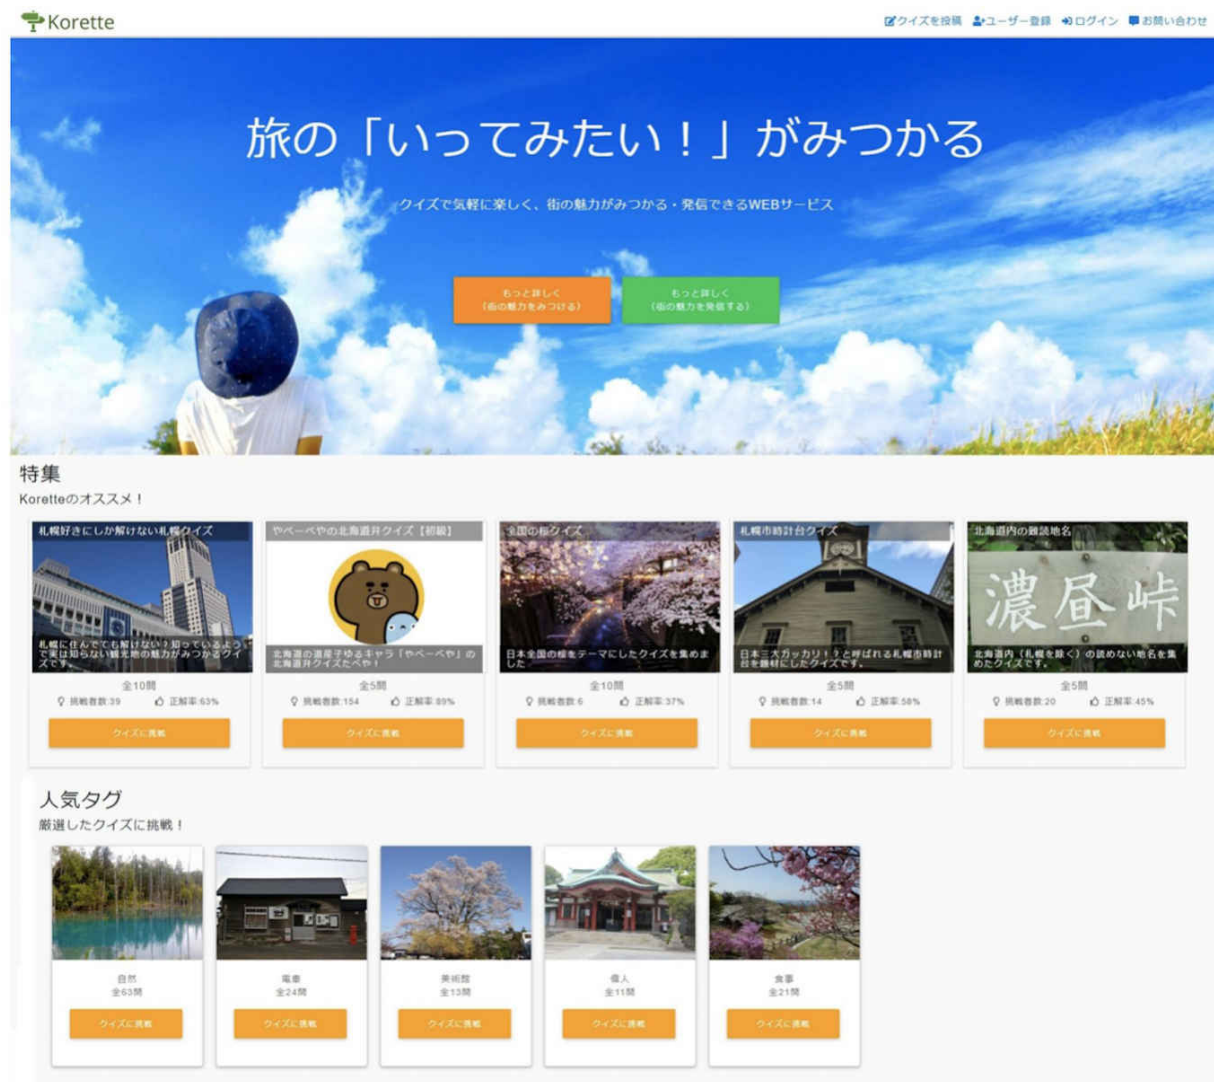 Korette
クイズを投稿 ユーザー登録 ログイン お問い合わせ
旅の「いってみたい！」がみつかる
クイズで気軽に楽しく、街の魅力がみつかる・発信できるWEBサービス
もっと詳しく
(街の魅力をみつける)
もっと詳しく
(街の魅力を発信する)
特集
Koretteのオススメ！
札幌好きにしか解けない札幌クイズ
札幌に住んでても解けない？知っているよう
で実は知らない観光地の魅力がみつかるクイ
ズです。
全10問
挑戦者数:39 正解率:63%
クイズに挑戦
やべーべやの北海道弁クイズ【初級】
北海道の道産子ゆるキャラ「やべーべや」の
北海道弁クイズだべや！
全5問
挑戦者数:154 正解率:89%
クイズに挑戦
全国の桜クイズ
日本全国の桜をテーマにしたクイズを集めま
した
全10問
挑戦者数:6 正解率:37%
クイズに挑戦
札幌市時計台クイズ
日本三大ガッカリ！？と呼ばれる札幌市時計
台を題材にしたクイズです。
全5問
挑戦者数:14 正解率:58%
クイズに挑戦
北海道内の難読地名
濃昼峠
北海道内（札幌を除く）の読めない地名を集
めたクイズです。
全5問
挑戦者数:20 正解率:45%
クイズに挑戦
人気タグ
厳選したクイズに挑戦！
自然
全63問
クイズに挑戦
電車
全24問
クイズに挑戦
美術館
全13問
クイズに挑戦
偉人
全11問
クイズに挑戦
食事
全21問
クイズに挑戦